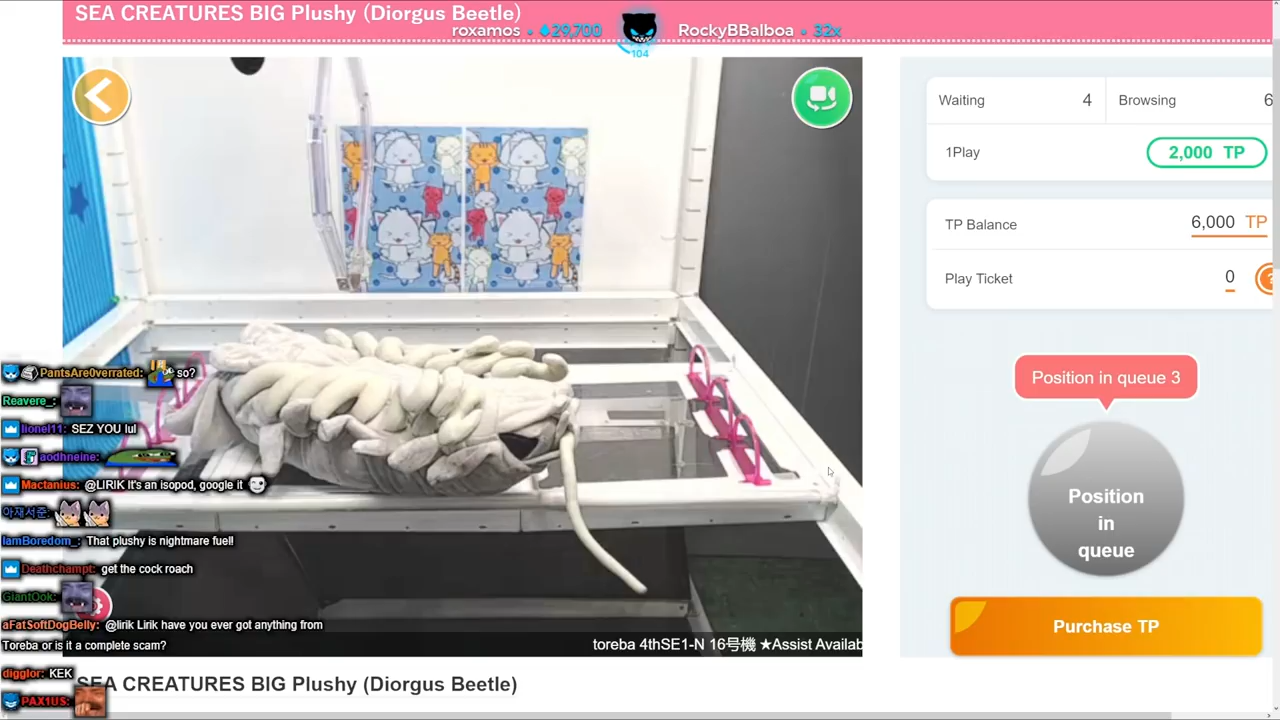 SEA CREATURES BIG Plushy (Diorgus Beetle)
roxamos 29,700
104
RockyBBalboa 32x
Waiting 4
Browsing 6
1Play 2,000 TP
TP Balance 6,000 TP
Play Ticket 0
?
Position in queue 3
Position
in
queue
Purchase TP
PantsAre0verrated: so?
Reavere_:
lionel11: SEZ YOU lul
aodhneine:
Mactanius: @LIRIK It's an isopod, google it
아재서준:
IamBoredom_: That plushy is nightmare fuel!
Deathchampt: get the cock roach
GiantOok:
aFatSoftDogBelly: @lirik Lirik have you ever got anything from
Toreba or is it a complete scam?
digglor: KEK
PAX1US:
toreba 4thSE1-N 16号機 ★Assist Availab
SEA CREATURES BIG Plushy (Diorgus Beetle)